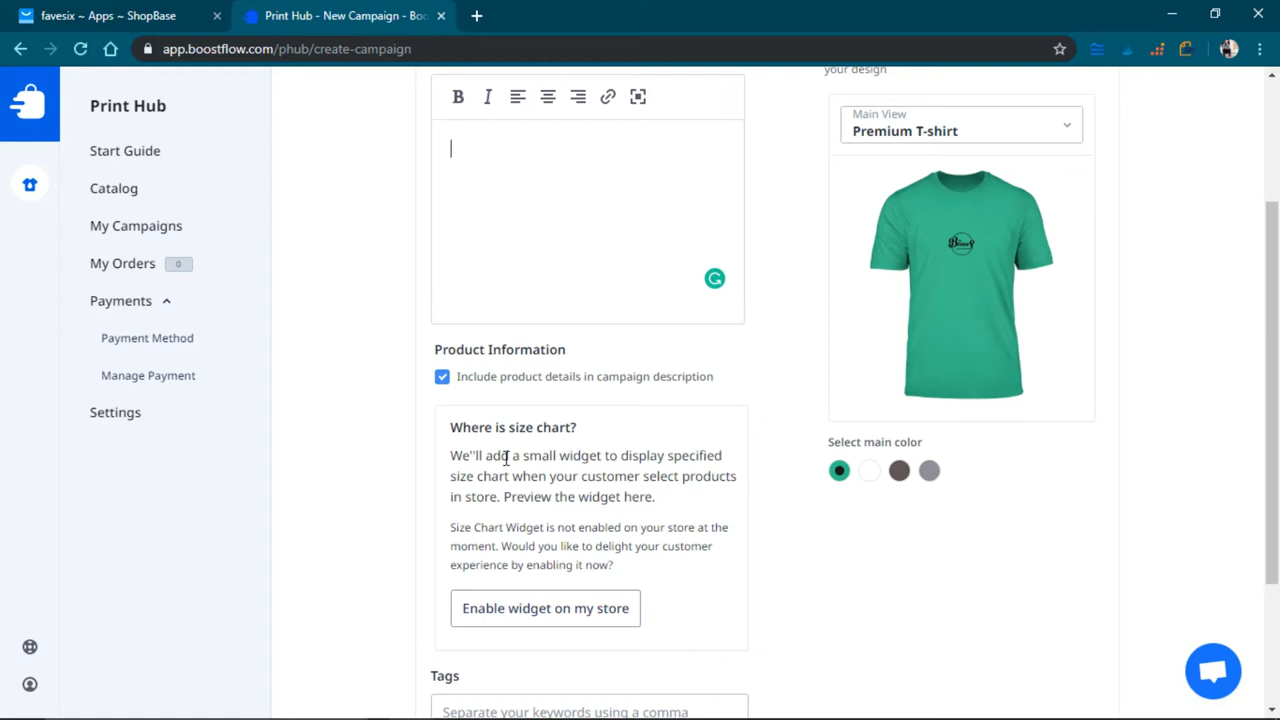 favesix ~ Apps ~ ShopBase
Print Hub - New Campaign - Boo
app.boostflow.com/phub/create-campaign
Print Hub
Start Guide
Catalog
My Campaigns
My Orders 0
Payments
Payment Method
Manage Payment
Settings
B I
Product Information
Include product details in campaign description
Where is size chart?
We''ll add a small widget to display specified
size chart when your customer select products
in store. Preview the widget here.
Size Chart Widget is not enabled on your store at the
moment. Would you like to delight your customer
experience by enabling it now?
Enable widget on my store
Tags
Separate your keywords using a comma
your design
Main View
Premium T-shirt
Select main color